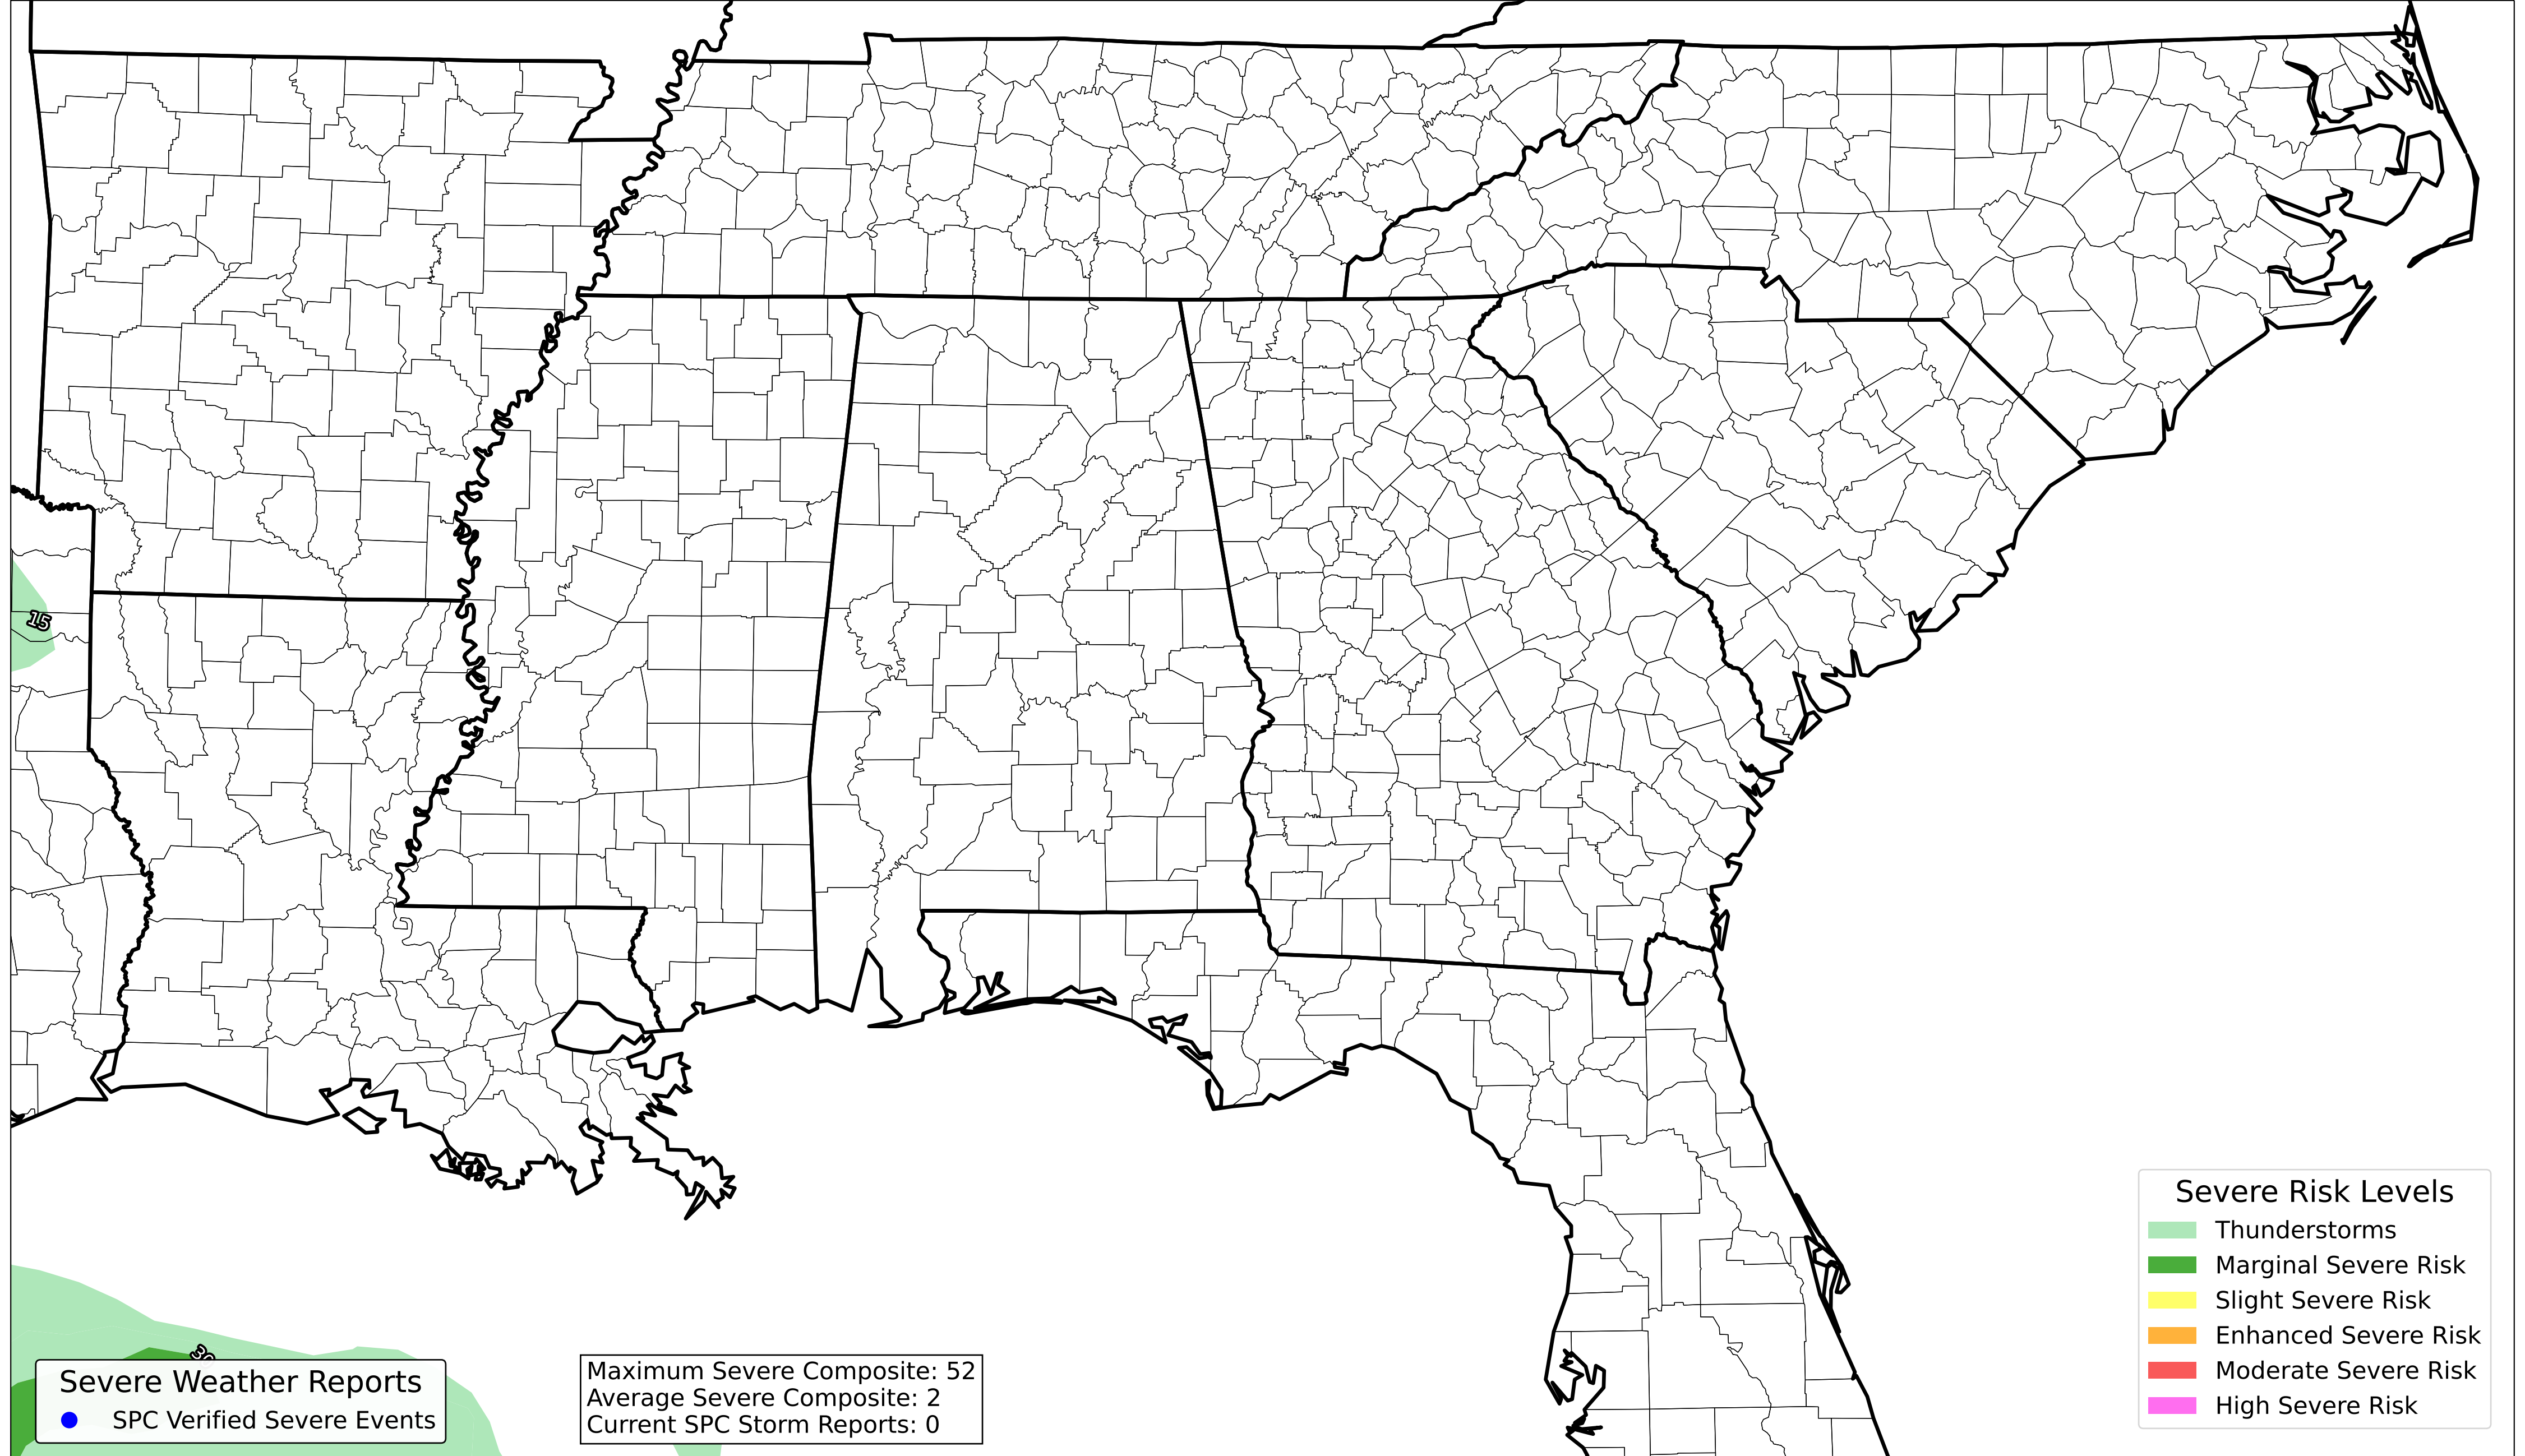 15
Severe Weather Reports
SPC Verified Severe Events
Maximum Severe Composite: 52
Average Severe Composite: 2
Current SPC Storm Reports: 0
Severe Risk Levels
Thunderstorms
Marginal Severe Risk
Slight Severe Risk
Enhanced Severe Risk
Moderate Severe Risk
High Severe Risk